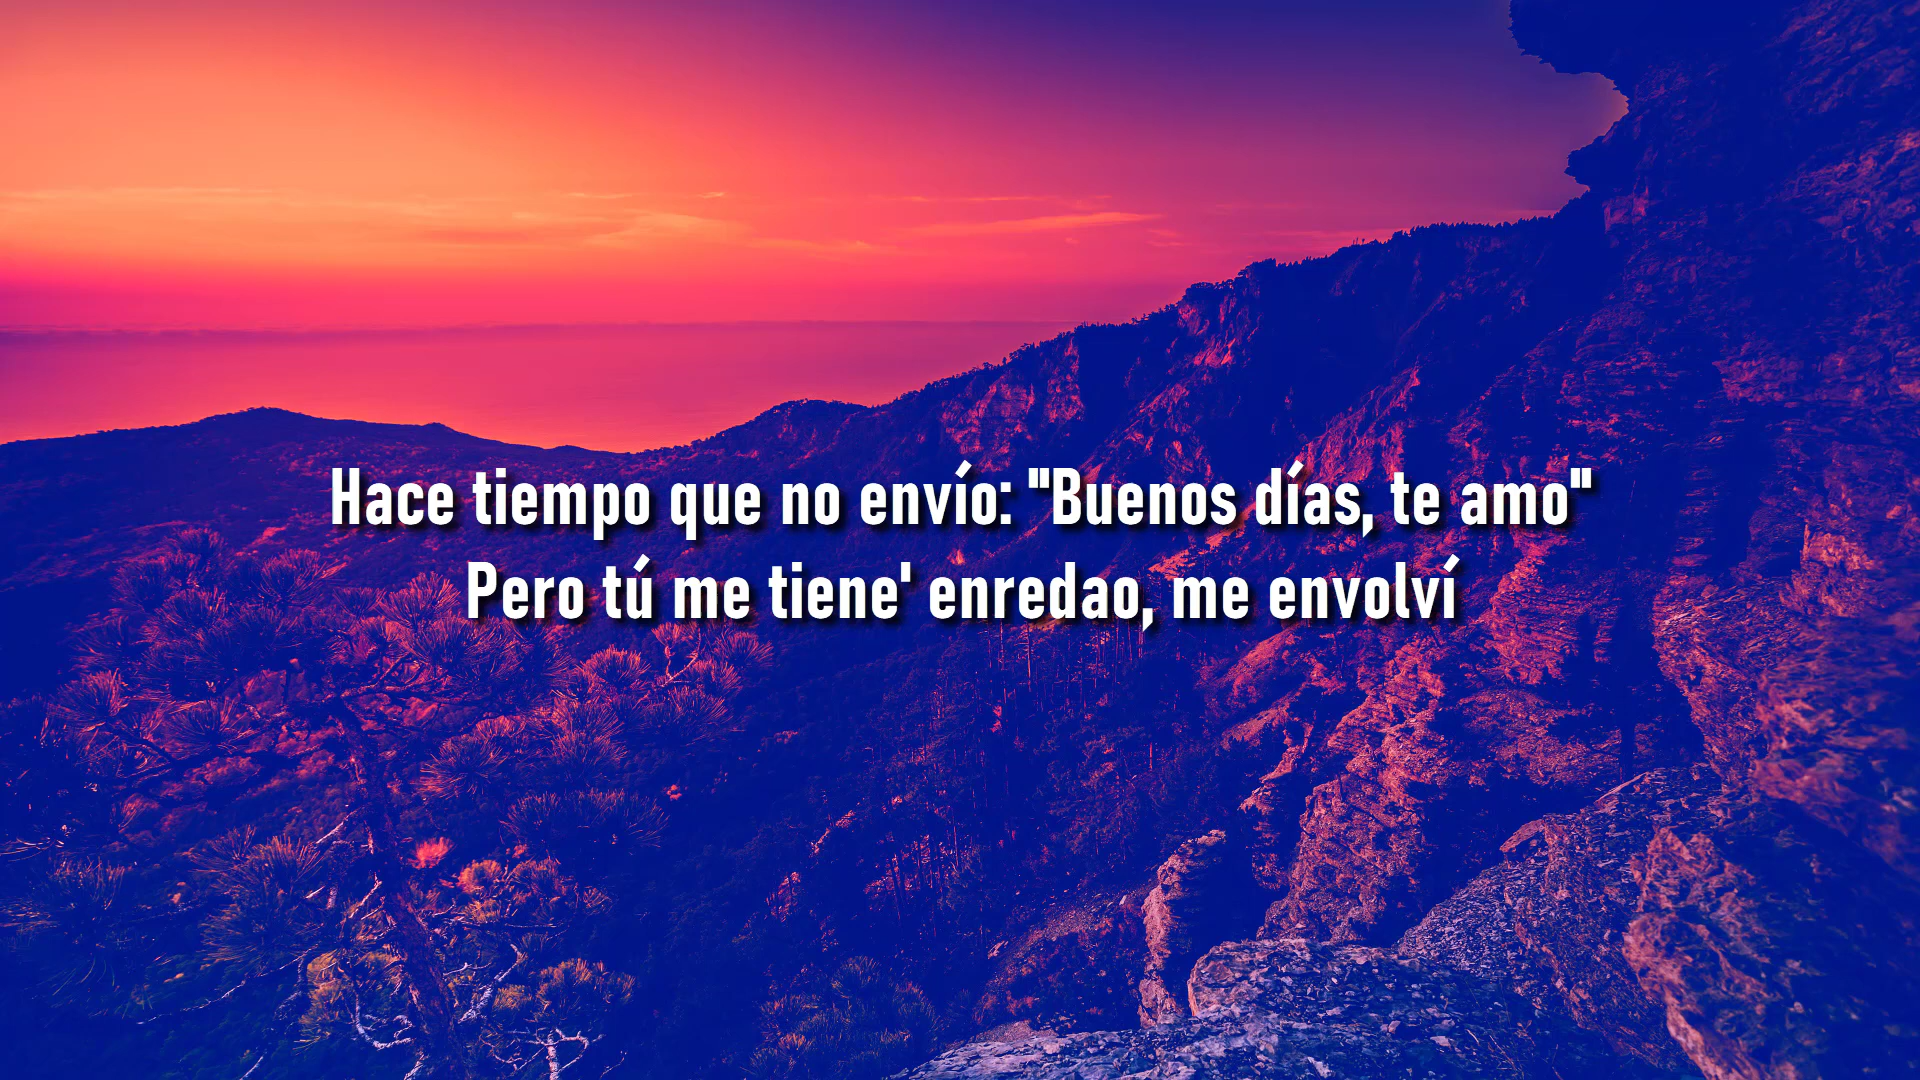 Hace tiempo que no envío: "Buenos días, te amo"
Pero tú me tiene' enredao, me envolví